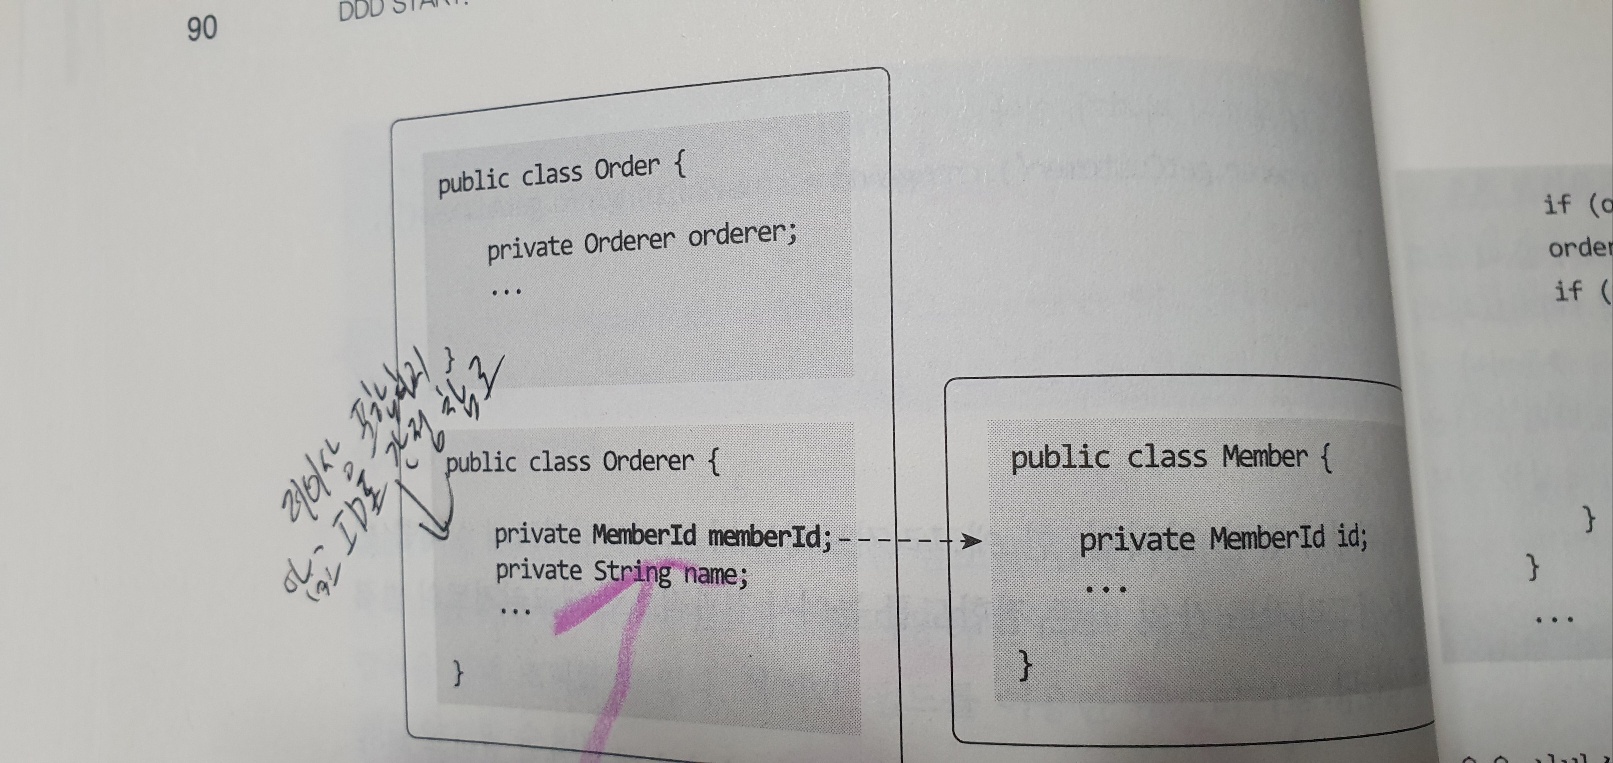 90
DDD START!
public class Order {
private Orderer orderer;
...
}
public class Orderer {
private MemberId memberId;
private String name;
...
}
public class Member {
private MemberId id;
...
}
if (o
order
if (
}
}
...